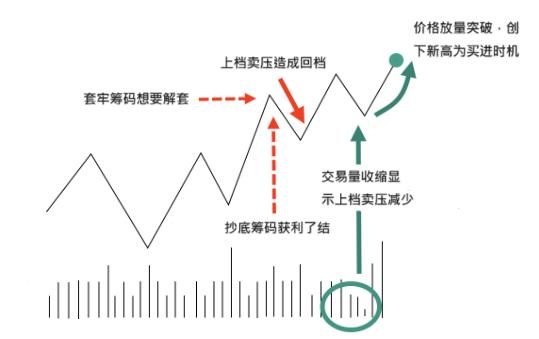 价格放量突破，创
下新高为买进时机
上档卖压造成回档
套牢筹码想要解套
交易量收缩显
示上档卖压减少
抄底筹码获利了结